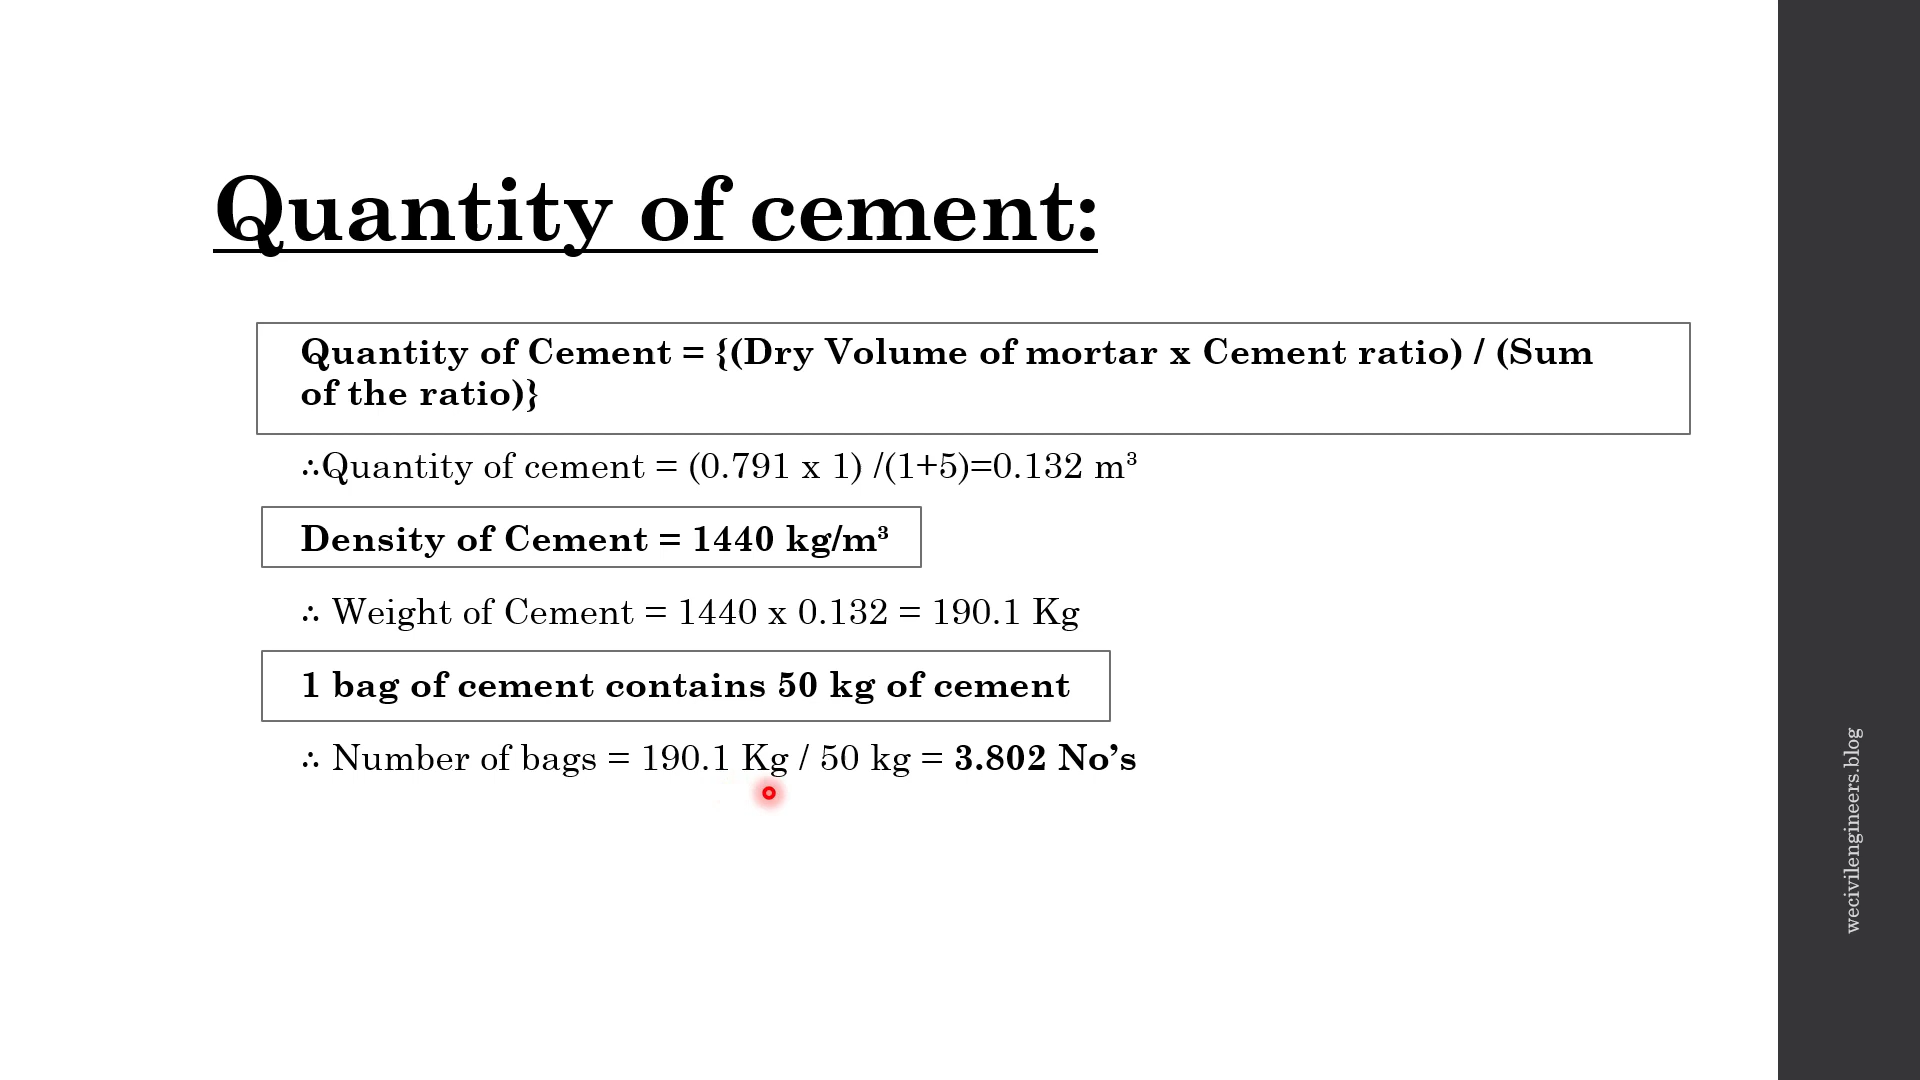 Quantity of cement:
Quantity of Cement = {(Dry Volume of mortar x Cement ratio) / (Sum
of the ratio)}
∴Quantity of cement = (0.791 x 1) /(1+5)=0.132 m³
Density of Cement = 1440 kg/m³
∴ Weight of Cement = 1440 x 0.132 = 190.1 Kg
1 bag of cement contains 50 kg of cement
∴ Number of bags = 190.1 Kg / 50 kg = 3.802 No’s
wecivilengineers.blog